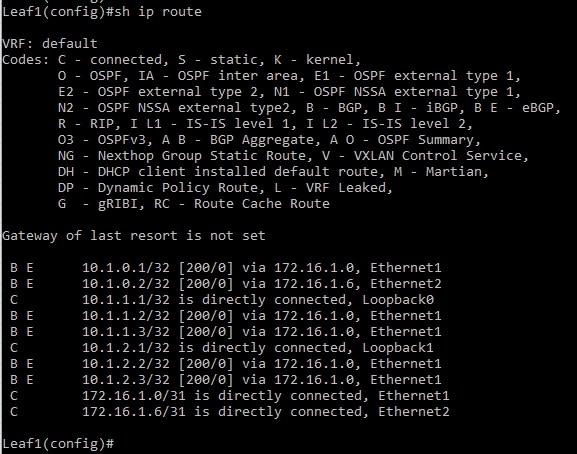 Leaf1(config)#sh ip route
VRF: default
Codes: C - connected, S - static, K - kernel,
O - OSPF, IA - OSPF inter area, E1 - OSPF external type 1,
E2 - OSPF external type 2, N1 - OSPF NSSA external type 1,
N2 - OSPF NSSA external type2, B - BGP, B I - iBGP, B E - eBGP,
R - RIP, I L1 - IS-IS level 1, I L2 - IS-IS level 2,
O3 - OSPFv3, A B - BGP Aggregate, A O - OSPF Summary,
NG - Nexthop Group Static Route, V - VXLAN Control Service,
DH - DHCP client installed default route, M - Martian,
DP - Dynamic Policy Route, L - VRF Leaked,
G  - gRIBI, RC - Route Cache Route
Gateway of last resort is not set
B E      10.1.0.1/32 [200/0] via 172.16.1.0, Ethernet1
B E      10.1.0.2/32 [200/0] via 172.16.1.6, Ethernet2
C        10.1.1.1/32 is directly connected, Loopback0
B E      10.1.1.2/32 [200/0] via 172.16.1.0, Ethernet1
B E      10.1.1.3/32 [200/0] via 172.16.1.0, Ethernet1
C        10.1.2.1/32 is directly connected, Loopback1
B E      10.1.2.2/32 [200/0] via 172.16.1.0, Ethernet1
B E      10.1.2.3/32 [200/0] via 172.16.1.0, Ethernet1
C        172.16.1.0/31 is directly connected, Ethernet1
C        172.16.1.6/31 is directly connected, Ethernet2
Leaf1(config)#